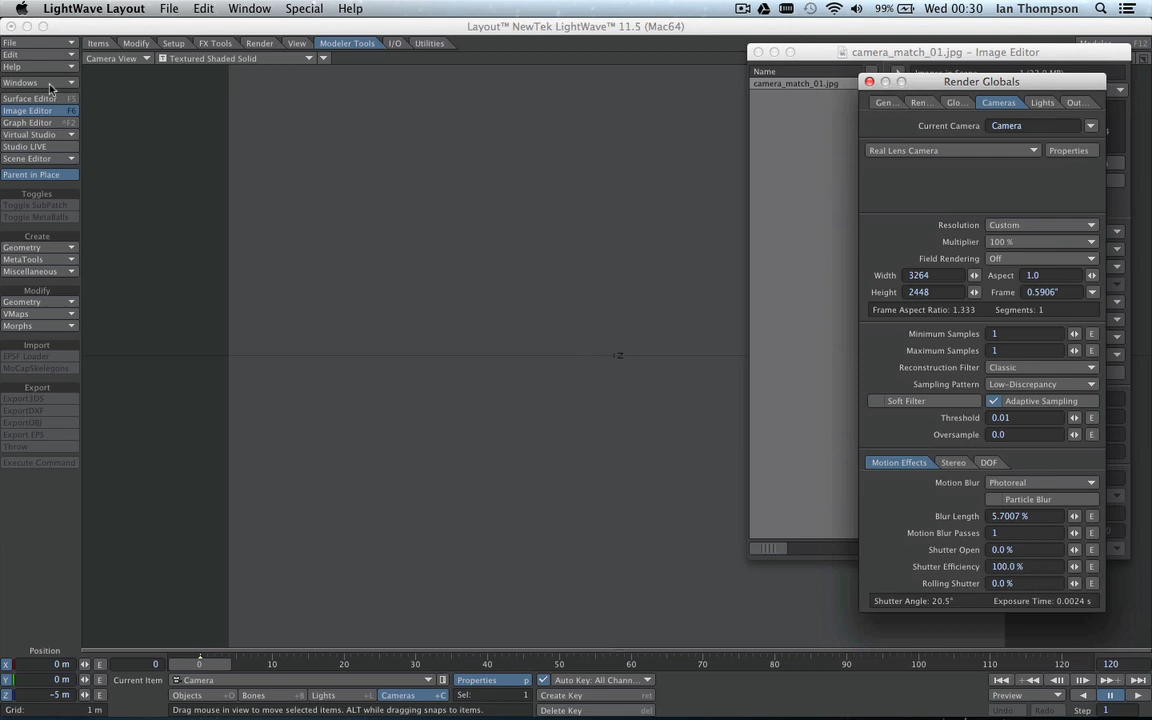 LightWave Layout File Edit Window Special Help 99% Wed 00:30 Ian Thompson
Layout™ NewTek LightWave™ 11.5 (Mac64)
File
Edit
Help
Windows
Surface Editor F5
Image Editor F6
Graph Editor ^F2
Virtual Studio
Studio LIVE
Scene Editor
Parent in Place
Toggles
Toggle SubPatch
Toggle MetaBalls
Create
Geometry
MetaTools
Miscellaneous
Modify
Geometry
VMaps
Morphs
Import
EPSF Loader
MoCapSkelegons
Export
Export3DS
ExportDXF
ExportOBJ
Export EPS
Throw
Execute Command
Items Modify Setup FX Tools Render View Modeler Tools I/O Utilities
Camera View Textured Shaded Solid
camera_match_01.jpg - Image Editor
Name
camera_match_01.jpg
Render Globals
Gen... Ren... Glo... Cameras Lights Out...
Current Camera Camera
Real Lens Camera Properties
Resolution Custom
Multiplier 100 %
Field Rendering Off
Width 3264 Aspect 1.0
Height 2448 Frame 0.5906"
Frame Aspect Ratio: 1.333 Segments: 1
Minimum Samples 1 E
Maximum Samples 1 E
Reconstruction Filter Classic
Sampling Pattern Low-Discrepancy
Soft Filter Adaptive Sampling
Threshold 0.01 E
Oversample 0.0 E
Motion Effects Stereo DOF
Motion Blur Photoreal
Particle Blur
Blur Length 5.7007 % E
Motion Blur Passes 1 E
Shutter Open 0.0 % E
Shutter Efficiency 100.0 % E
Rolling Shutter 0.0 % E
Shutter Angle: 20.5° Exposure Time: 0.0024 s
Position
X 0 m E 0 0 10 20 30 40 50 60 70 80 90 100 110 120 120
Y 0 m E Current Item Camera Properties p Auto Key: All Chann...
Z -5 m E Objects +O Bones +B Lights +L Cameras +C Sel: 1 Create Key ret Preview
Grid: 1 m Drag mouse in view to move selected items. ALT while dragging snaps to items. Delete Key del Undo Redo Step 1